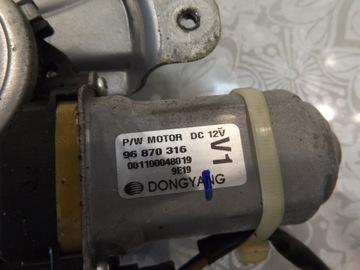 P/W MOTOR DC 12V
96 870 316
001100048019
9E19
V1
DONGYANG